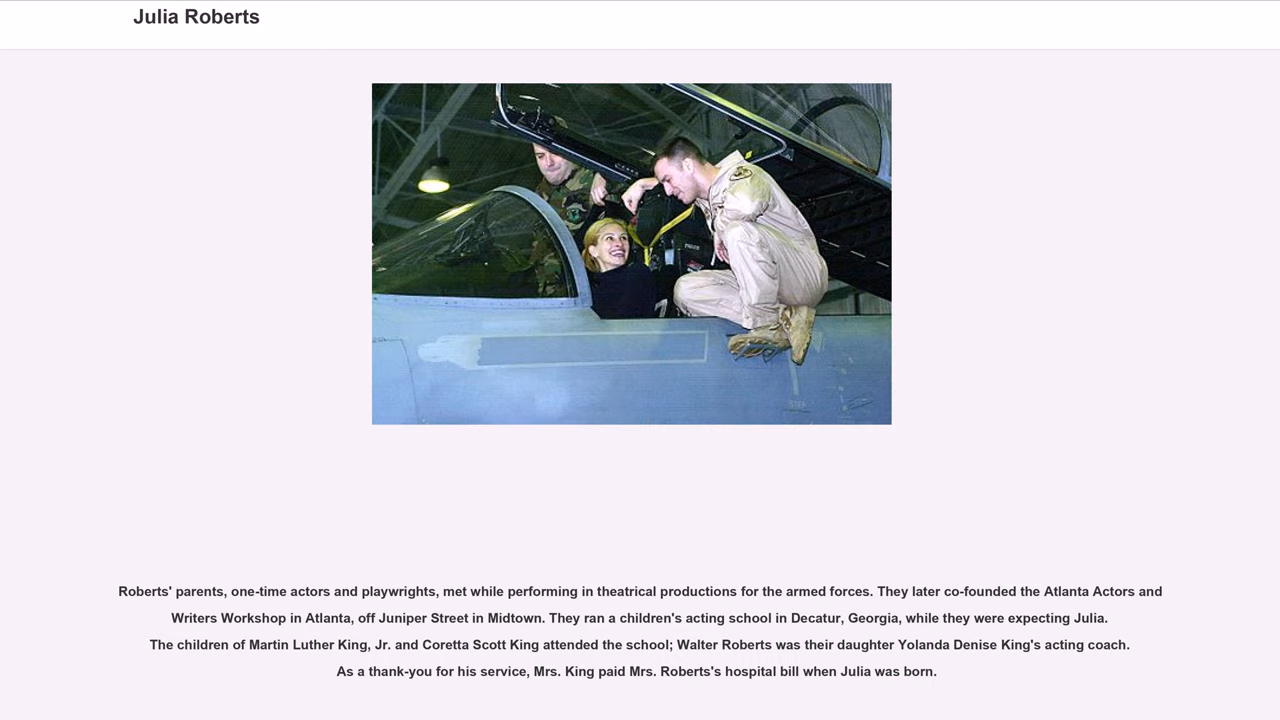 Julia Roberts
Roberts' parents, one-time actors and playwrights, met while performing in theatrical productions for the armed forces. They later co-founded the Atlanta Actors and
Writers Workshop in Atlanta, off Juniper Street in Midtown. They ran a children's acting school in Decatur, Georgia, while they were expecting Julia.
The children of Martin Luther King, Jr. and Coretta Scott King attended the school; Walter Roberts was their daughter Yolanda Denise King's acting coach.
As a thank-you for his service, Mrs. King paid Mrs. Roberts's hospital bill when Julia was born.